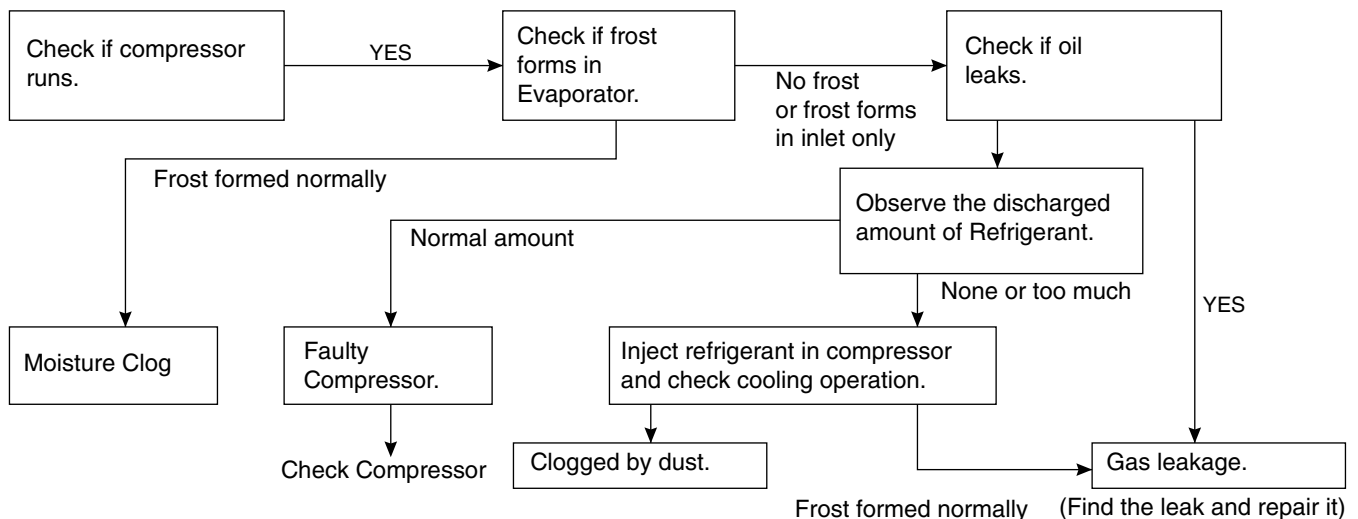 Check if compressor
runs.
YES
Check if frost
forms in
Evaporator.
No frost
or frost forms
in inlet only
Check if oil
leaks.
Frost formed normally
Observe the discharged
amount of Refrigerant.
Normal amount
None or too much
YES
Moisture Clog
Faulty
Compressor.
Inject refrigerant in compressor
and check cooling operation.
Check Compressor
Clogged by dust.
Gas leakage.
Frost formed normally
(Find the leak and repair it)